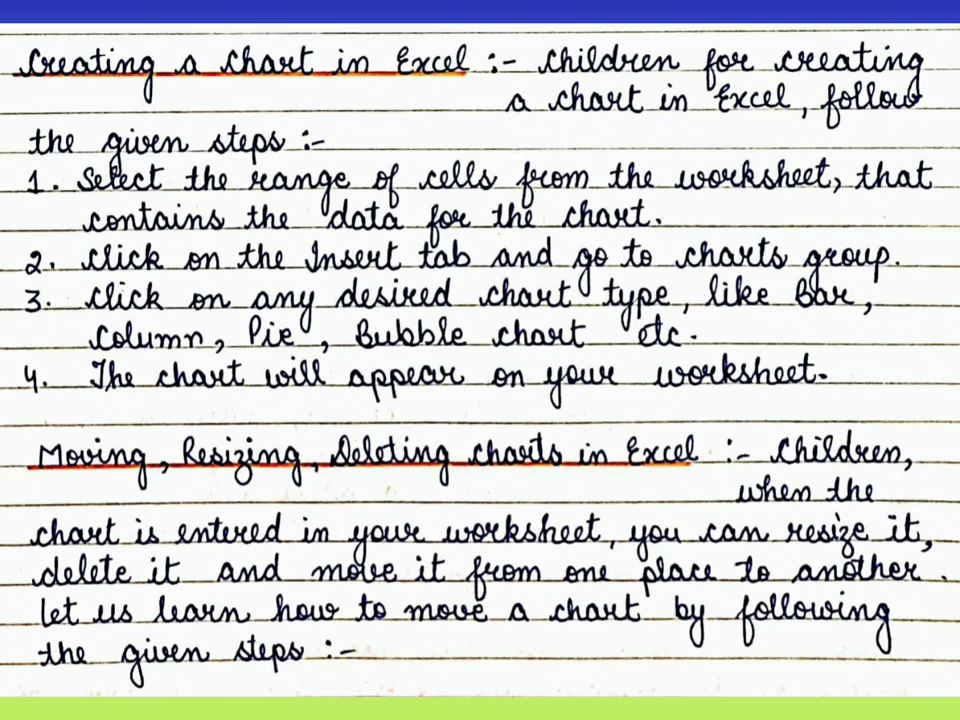 Creating a chart in Excel :- Children for creating
a chart in Excel, follow
the given steps :-
1. Select the range of cells from the worksheet, that
contains the data for the chart.
2. Click on the Insert tab and go to charts group.
3. Click on any desired chart type, like Bar,
Column, Pie, Bubble chart etc.
4. The chart will appear on your worksheet.
Moving, Resizing, Deleting charts in Excel :- Children,
when the
chart is entered in your worksheet, you can resize it,
delete it and move it from one place to another.
Let us learn how to move a chart by following
the given steps :-